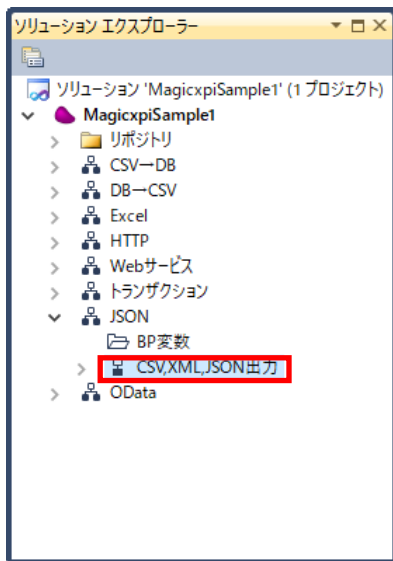 ソリューション エクスプローラー
ソリューション 'MagicxpiSample1' (1 プロジェクト)
MagicxpiSample1
リポジトリ
CSV→DB
DB→CSV
Excel
HTTP
Webサービス
トランザクション
JSON
BP変数
CSV,XML,JSON出力
OData